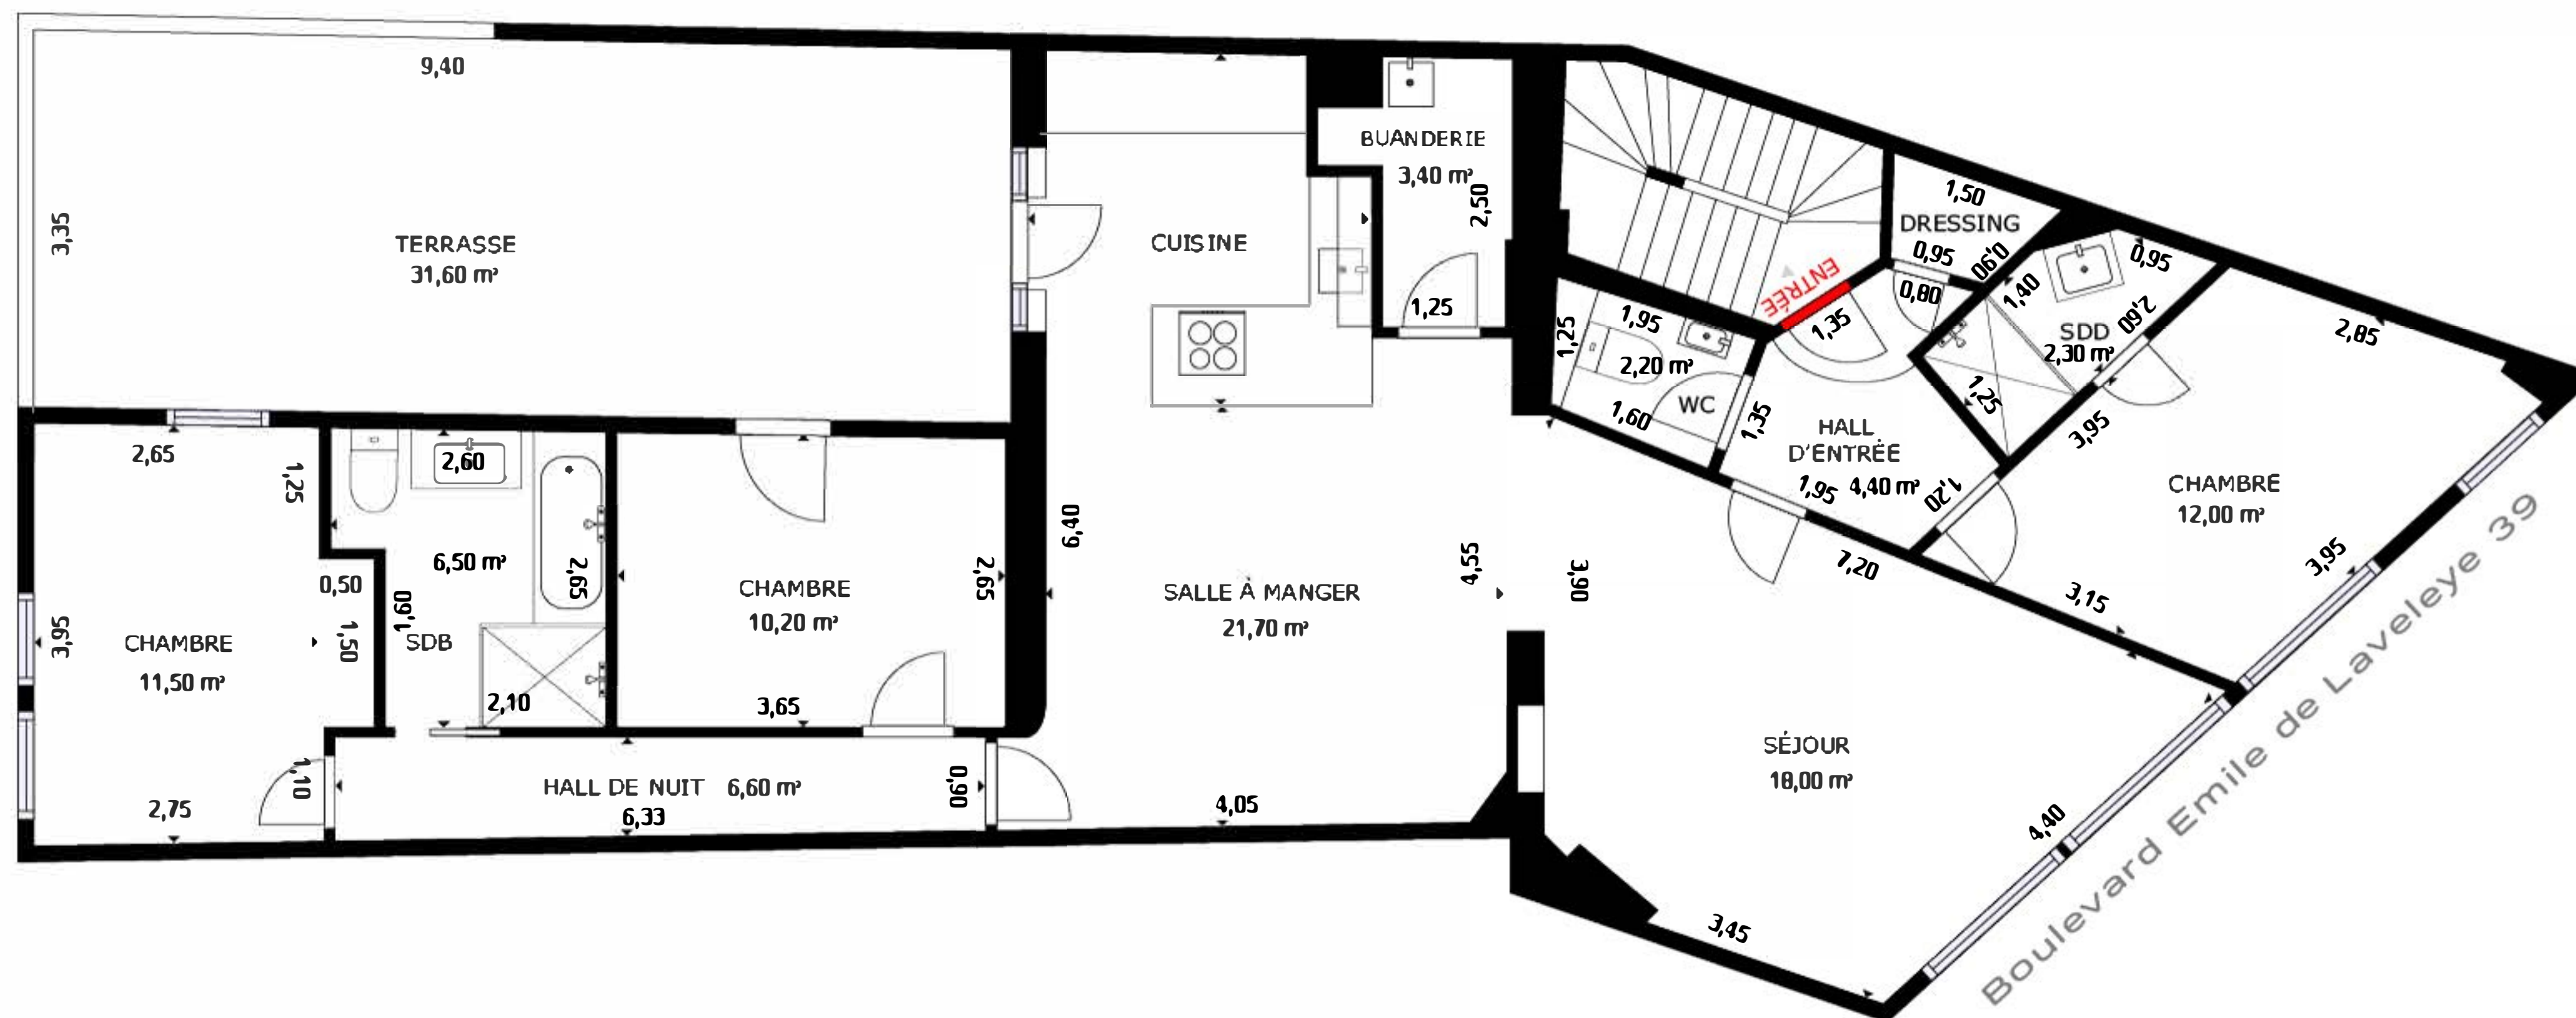 9,40
3,35
TERRASSE
31,60 m²
CUISINE
BUANDERIE
3,40 m²
2,50
1,25
ENTRÉE
1,35
1,50
DRESSING
0,95
0,90
0,80
1,40
0,95
2,60
SDD
2,30 m²
1,25
1,25
1,95
2,20 m²
WC
1,60
1,35
HALL
D'ENTRÉE
4,40 m²
1,95
1,20
2,85
3,95
CHAMBRE
12,00 m²
3,95
3,15
7,20
2,65
1,25
2,60
6,50 m²
2,65
0,50
1,60
1,50
SDB
2,10
3,95
CHAMBRE
11,50 m²
2,75
1,10
CHAMBRE
10,20 m²
2,65
3,65
HALL DE NUIT 6,60 m²
6,33
0,90
6,40
SALLE À MANGER
21,70 m²
4,55
4,05
3,90
SÉJOUR
18,00 m²
4,40
3,45
Boulevard Emile de Laveleye 39